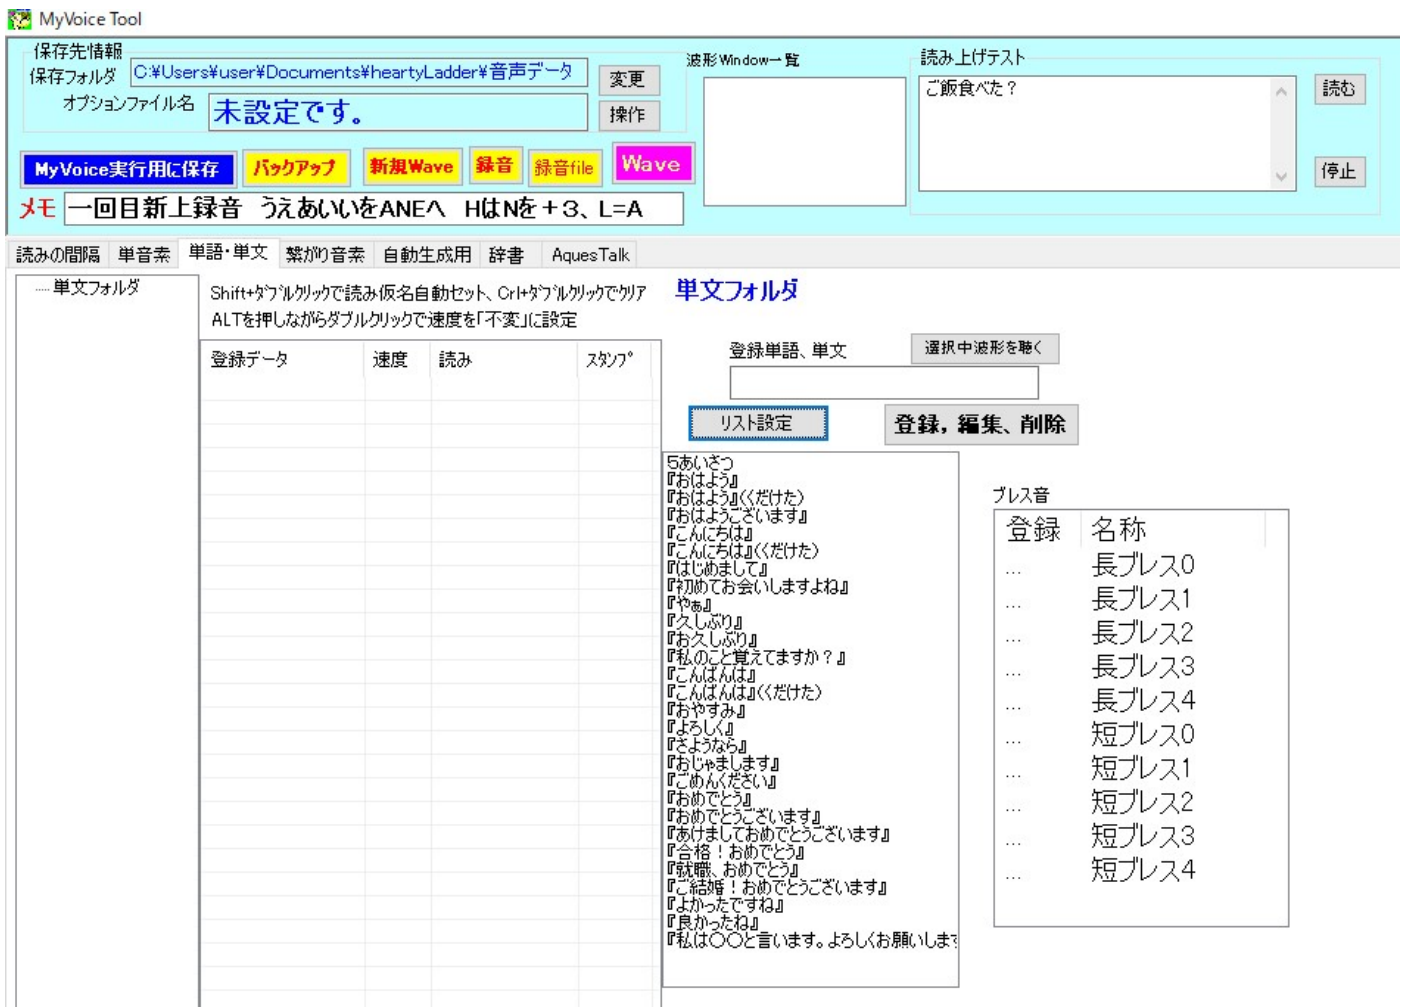 MyVoice Tool
保存先情報
保存フォルダ C:¥Users¥user¥Documents¥heartyLadder¥音声データ 変更
オプションファイル名 未設定です。 操作
MyVoice実行用に保存 バックアップ 新規Wave 録音 録音file Wave
メモ 一回目新上録音 うえあいいをANEへ HはNを+3、L=A
波形Window一覧
読み上げテスト
ご飯食べた?
読む
停止
読みの間隔 単音素 単語・単文 繋がり音素 自動生成用 辞書 AquesTalk
単文フォルダ
Shift+ダブルクリックで読み仮名自動セット、Crl+ダブルクリックでクリア
ALTを押しながらダブルクリックで速度を「不変」に設定
登録データ 速度 読み スタンプ
単文フォルダ
登録単語、単文 選択中波形を聴く
リスト設定 登録,編集、削除
5あいさつ
『おはよう』
『おはよう』(くだけた)
『おはようございます』
『こんにちは』
『こんにちは』(くだけた)
『はじめまして』
『初めてお会いしますよね』
『やぁ』
『久しぶり』
『お久しぶり』
『私のこと覚えてますか?』
『こんばんは』
『こんばんは』(くだけた)
『おやすみ』
『よろしく』
『さようなら』
『おじゃまします』
『ごめんください』
『おめでとう』
『おめでとうございます』
『あけましておめでとうございます』
『合格!おめでとう』
『就職、おめでとう』
『ご結婚!おめでとうございます』
『よかったですね』
『良かったね』
『私は〇〇と言います。よろしくお願いしま
ブレス音
登録 名称
... 長ブレス0
... 長ブレス1
... 長ブレス2
... 長ブレス3
... 長ブレス4
... 短ブレス0
... 短ブレス1
... 短ブレス2
... 短ブレス3
... 短ブレス4